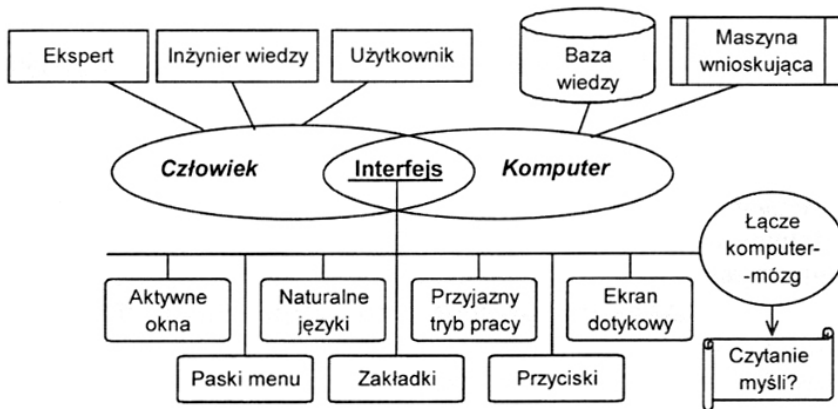 Ekspert
Inżynier wiedzy
Użytkownik
Baza
wiedzy
Maszyna
wnioskująca
Człowiek
Interfejs
Komputer
Łącze
komputer-
-mózg
Aktywne
okna
Naturalne
języki
Przyjazny
tryb pracy
Ekran
dotykowy
Paski menu
Zakładki
Przyciski
Czytanie
myśli?